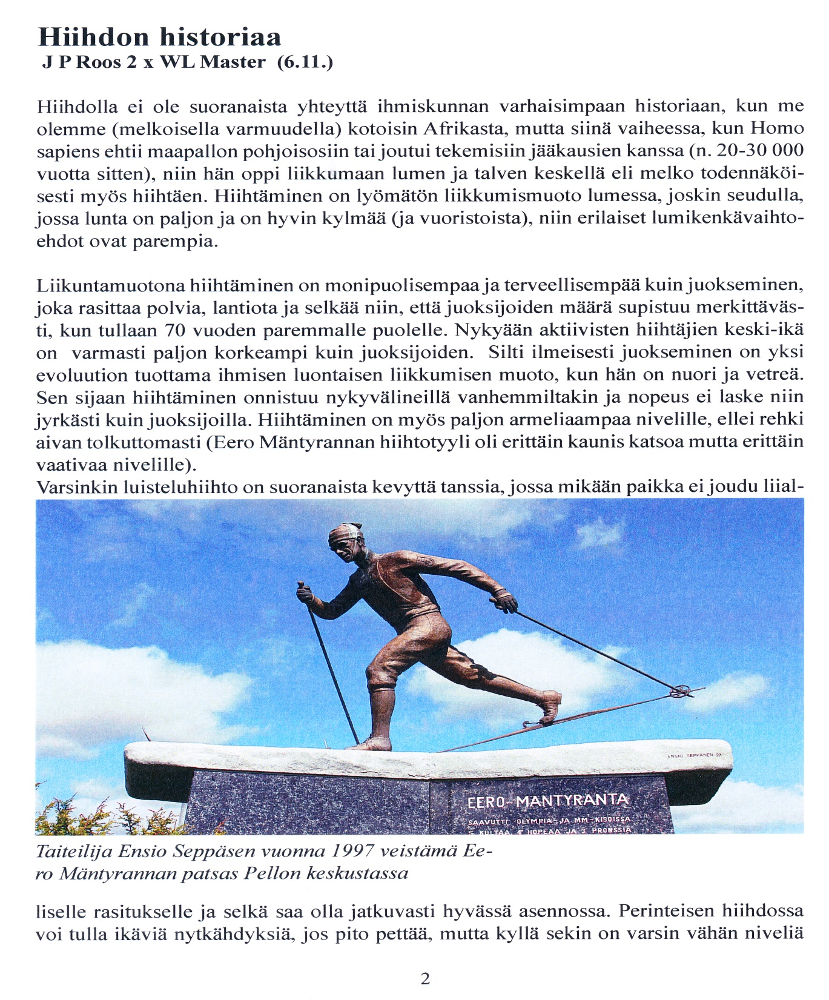 Hiihdon historiaa
J P Roos 2 x WL Master (6.11.)
Hiihdolla ei ole suoranaista yhteyttä ihmiskunnan varhaisimpaan historiaan, kun me
olemme (melkoisella varmuudella) kotoisin Afrikasta, mutta siinä vaiheessa, kun Homo
sapiens ehtii maapallon pohjoisosiin tai joutui tekemisiin jääkausien kanssa (n. 20-30 000
vuotta sitten), niin hän oppi liikkumaan lumen ja talven keskellä eli melko todennäköi-
sesti myös hiihtäen. Hiihtäminen on lyömätön liikkumismuoto lumessa, joskin seudulla,
jossa lunta on paljon ja on hyvin kylmää (ja vuoristoista), niin erilaiset lumikenkävaihto-
ehdot ovat parempia.
Liikuntamuotona hiihtäminen on monipuolisempaa ja terveellisempää kuin juokseminen,
joka rasittaa polvia, lantiota ja selkää niin, että juoksijoiden määrä supistuu merkittäväs-
ti, kun tullaan 70 vuoden paremmalle puolelle. Nykyään aktiivisten hiihtäjien keski-ikä
on varmasti paljon korkeampi kuin juoksijoiden. Silti ilmeisesti juokseminen on yksi
evoluution tuottama ihmisen luontaisen liikkumisen muoto, kun hän on nuori ja vetreä.
Sen sijaan hiihtäminen onnistuu nykyvälineillä vanhemmiltakin ja nopeus ei laske niin
jyrkästi kuin juoksijoilla. Hiihtäminen on myös paljon armeliaampaa nivelille, ellei rehki
aivan tolkuttomasti (Eero Mäntyrannan hiihtotyyli oli erittäin kaunis katsoa mutta erittäin
vaativaa nivelille).
Varsinkin luisteluhiihto on suoranaista kevyttä tanssia, jossa mikään paikka ei joudu liial-
ENSIO SEPPÄNEN-97
EERO MÄNTYRANTA
SAAVUTTI OLYMPIA- JA MM-KISOISSA
5 KULTAA 4 HOPEAA JA 3 PRONSSIA
Taiteilija Ensio Seppäsen vuonna 1997 veistämä Ee-
ro Mäntyrannan patsas Pellon keskustassa
liselle rasitukselle ja selkä saa olla jatkuvasti hyvässä asennossa. Perinteisen hiihdossa
voi tulla ikäviä nytkähdyksiä, jos pito pettää, mutta kyllä sekin on varsin vähän niveliä
2